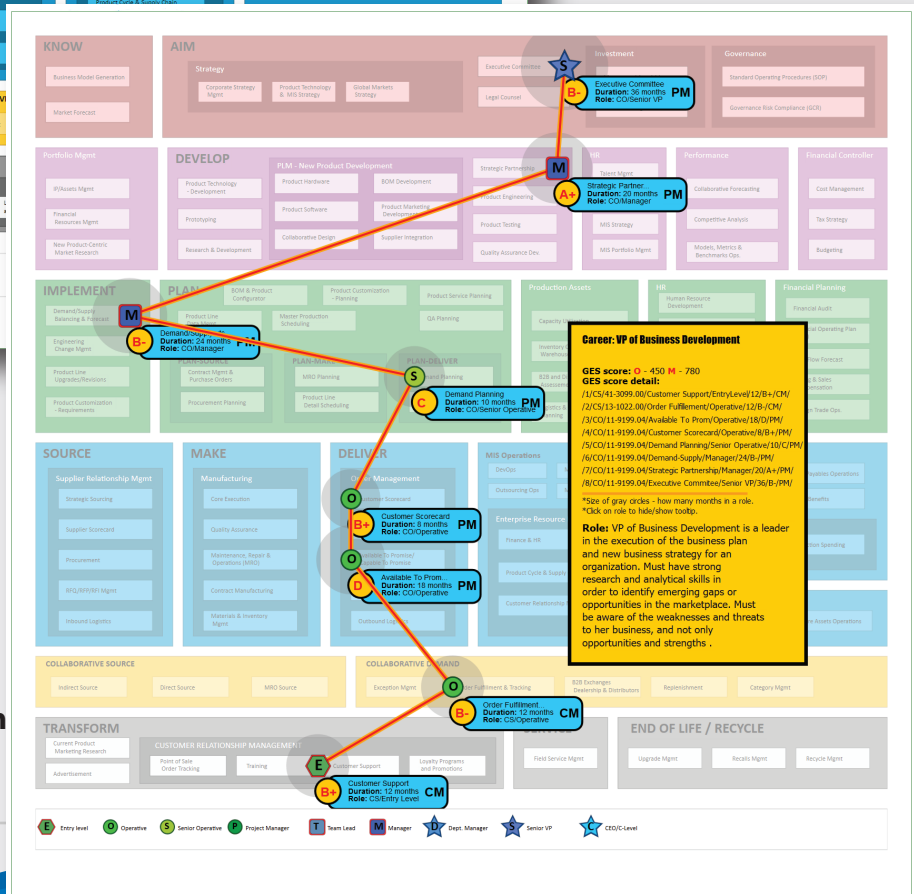 Product Cycle & Supply Chain
KNOW
Business Model Generation
Market Forecast
AIM
Strategy
Corporate Strategy
Mgmt
Product Technology
& MIS Strategy
Global Markets
Strategy
Executive Committee
Legal Counsel
Investment
Governance
Standard Operating Procedures (SOP)
Governance Risk Compliance (GCR)
S
B-
Executive Committee
Duration: 36 months
Role: CO/Senior VP
PM
Portfolio Mgmt
IP/Assets Mgmt
Financial
Resources Mgmt
New Product-Centric
Market Research
DEVELOP
Product Technology
- Development
Prototyping
Research & Development
PLM - New Product Development
Product Hardware
BOM Development
Product Software
Product Marketing
Development
Collaborative Design
Supplier Integration
Strategic Partnership
Product Engineering
Product Testing
Quality Assurance Dev.
M
A+
Strategic Partner...
Duration: 20 months
Role: CO/Manager
PM
HR
Talent Mgmt
MIS Strategy
MIS Portfolio Mgmt
Performance
Collaborative Forecasting
Competitive Analysis
Models, Metrics &
Benchmarks Ops.
Financial Controller
Cost Management
Tax Strategy
Budgeting
IMPLEMENT
Demand/Supply
Balancing & Forecast
Engineering
Change Mgmt
Product Line
Upgrades/Revisions
Product Customization
- Requirements
M
B-
Duration: 24 months
Role: CO/Manager
PM
PLAN
BOM & Product
Configurator
Product Customization
- Planning
Product Service Planning
Product Line
Master Production
Scheduling
QA Planning
PLAN-SOURCE
Contract Mgmt &
Purchase Orders
Procurement Planning
PLAN-MAKE
MRO Planning
Product Line
Detail Scheduling
PLAN-DELIVER
Planning
S
C
Demand Planning
Duration: 10 months
Role: CO/Senior Operative
PM
Production Assets
HR
Human Resource
Development
Financial Planning
Financial Audit
Career: VP of Business Development
GES score: O - 450 M - 780
GES score detail:
/1/CS/41-3099.00/Customer Support/EntryLevel/12/B+/CM/
/2/CS/13-1022.00/Order Fulfillment/Operative/12/B-/CM/
/3/CO/11-9199.04/Available To Prom/Operative/18/D/PM/
/4/CO/11-9199.04/Customer Scorecard/Operative/8/B+/PM/
/5/CO/11-9199.04/Demand Planning/Senior Operative/10/C/PM/
/6/CO/11-9199.04/Demand-Supply/Manager/24/B-/PM/
/7/CO/11-9199.04/Strategic Partnership/Manager/20/A+/PM/
/8/CO/11-9199.04/Executive Commitee/Senior VP/36/B-/PM/
*Size of gray circles - how many months in a role.
*Click on role to hide/show tooltip.
Role: VP of Business Development is a leader
in the execution of the business plan
and new business strategy for an
organization. Must have strong
research and analytical skills in
order to identify emerging gaps or
opportunities in the marketplace. Must
be aware of the weaknesses and threats
to her business, and not only
opportunities and strengths .
SOURCE
Supplier Relationship Mgmt
Strategic Sourcing
Supplier Scorecard
Procurement
RFQ/RFP/RFI Mgmt
Inbound Logistics
MAKE
Manufacturing
Core Execution
Quality Assurance
Maintenance, Repair &
Operations (MRO)
Contract Manufacturing
Materials & Inventory
Mgmt
DELIVER
Order Management
Customer Scorecard
O
B+
Customer Scorecard
Duration: 8 months
Role: CO/Operative
PM
Available To Promise/
O
D
Available To Prom...
Duration: 18 months
Role: CO/Operative
PM
Outbound Logistics
MIS Operations
DevOps
Outsourcing Ops
Enterprise Resource
Finance & HR
Product Cycle & Supply
Customer Relationship
COLLABORATIVE SOURCE
Indirect Source
Direct Source
MRO Source
COLLABORATIVE DEMAND
Exception Mgmt
Order Fulfilment & Tracking
B2B Exchanges
Dealership & Distributors
Replenishment
Category Mgmt
O
B-
Order Fulfillment...
Duration: 12 months
Role: CS/Operative
CM
TRANSFORM
Current Product
Marketing Research
Advertisement
CUSTOMER RELATIONSHIP MANAGEMENT
Point of Sale
Order Tracking
Training
Customer Support
Loyalty Programs
and Promotions
E
B+
Customer Support
Duration: 12 months
Role: CS/Entry Level
CM
Field Service Mgmt
END OF LIFE / RECYCLE
Upgrade Mgmt
Recalls Mgmt
Recycle Mgmt
E Entry level
O Operative
S Senior Operative
P Project Manager
T Team Lead
M Manager
D Dept. Manager
S Senior VP
C CEO/C-Level